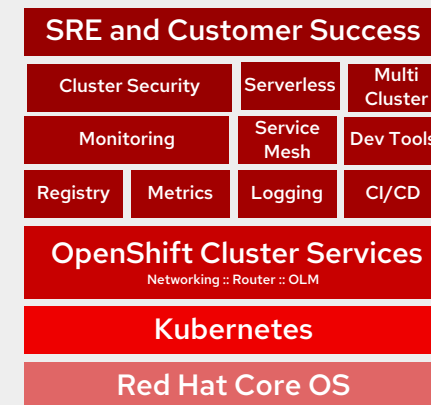 SRE and Customer Success
Cluster Security
Serverless
Multi
Cluster
Monitoring
Service
Mesh
Dev Tools
Registry
Metrics
Logging
CI/CD
OpenShift Cluster Services
Networking :: Router :: OLM
Kubernetes
Red Hat Core OS